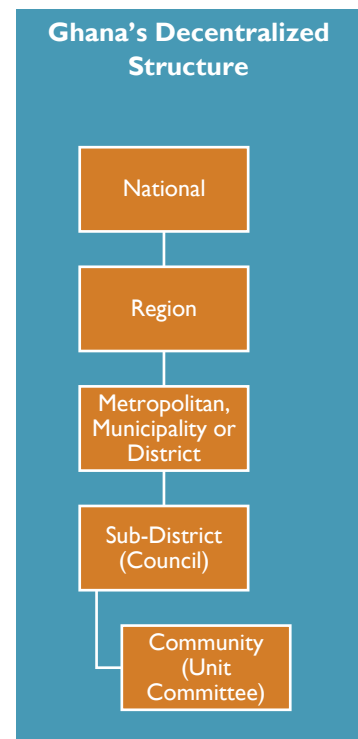 Ghana’s Decentralized
Structure
National
Region
Metropolitan,
Municipality or
District
Sub-District
(Council)
Community
(Unit
Committee)